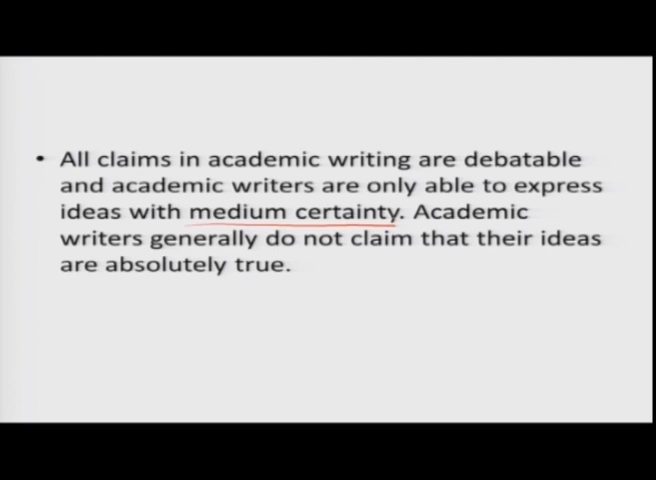 • All claims in academic writing are debatable
and academic writers are only able to express
ideas with medium certainty. Academic
writers generally do not claim that their ideas
are absolutely true.